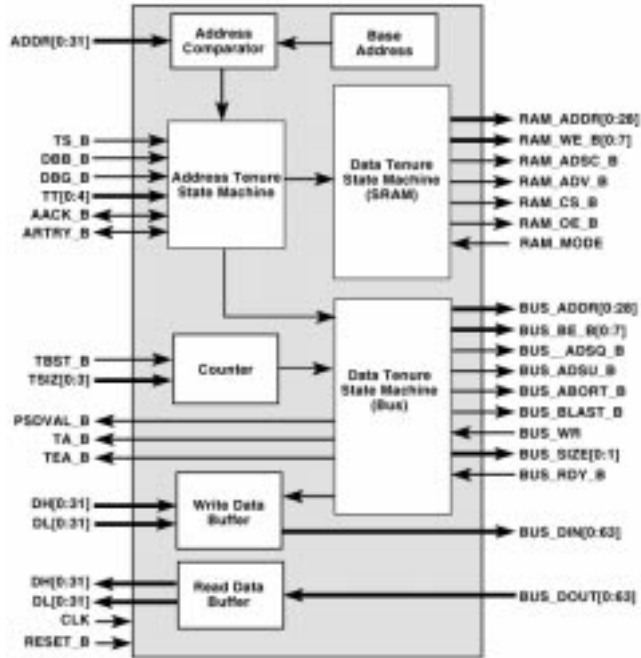 ADDR[0:31]
Address
Comparator
Base
Address
TS_B
DBB_B
DBG_B
TT[0:4]
AACK_B
ARTRY_B
Address Tenure
State Machine
Data Tenure
State Machine
(SRAM)
RAM_ADDR[0:28]
RAM_WE_B[0:7]
RAM_ADSC_B
RAM_ADV_B
RAM_CS_B
RAM_OE_B
RAM_MODE
TBST_B
TSIZ[0:3]
Counter
Data Tenure
State Machine
(Bus)
BUS_ADDR[0:28]
BUS_BE_B[0:7]
BUS__ADSQ_B
BUS_ADSU_B
BUS_ABORT_B
BUS_BLAST_B
BUS_WR
BUS_SIZE[0:1]
BUS_RDY_B
PSDVAL_B
TA_B
TEA_B
DH[0:31]
DL[0:31]
Write Data
Buffer
BUS_DIN[0:63]
DH[0:31]
DL[0:31]
Read Data
Buffer
BUS_DOUT[0:63]
CLK
RESET_B